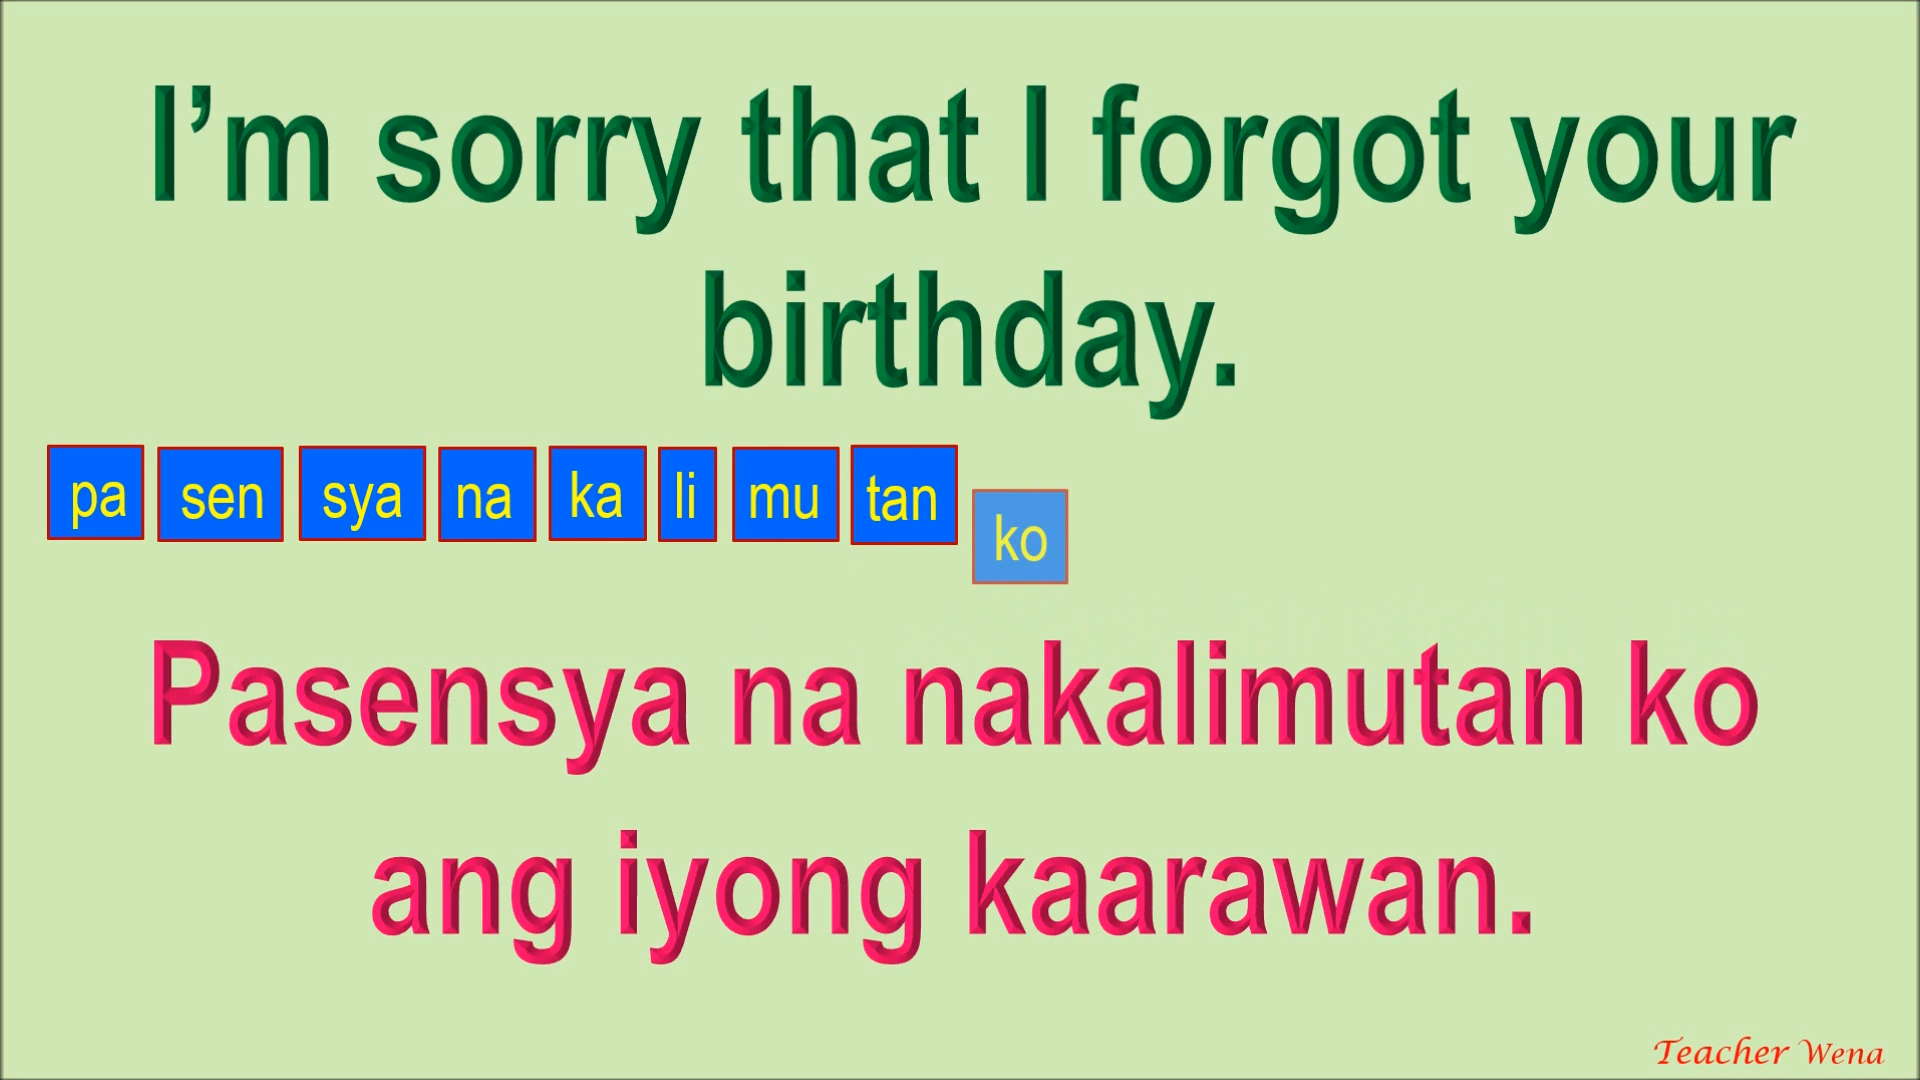 I’m sorry that I forgot your
birthday.
pa sen sya na ka li mu tan ko
Pasensya na nakalimutan ko
ang iyong kaarawan.
Teacher Wena